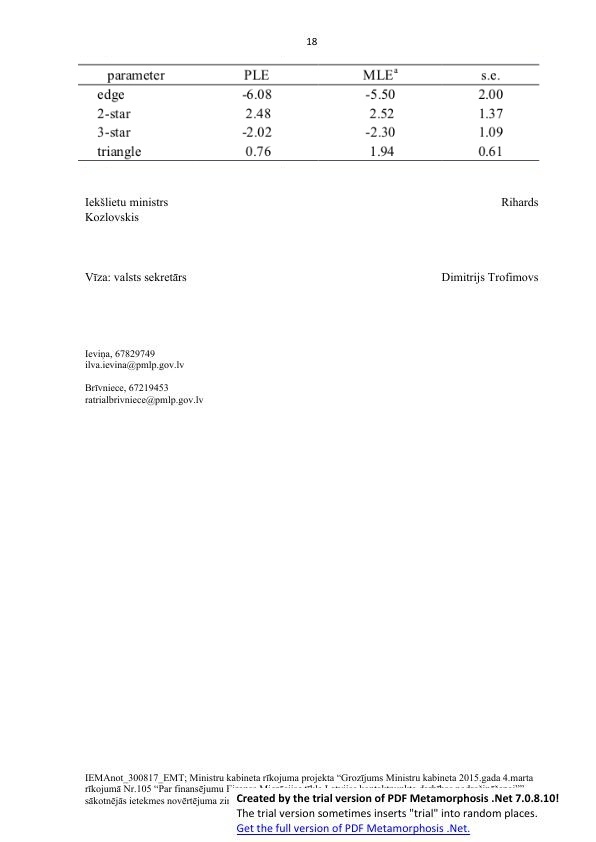 18
parameter PLE MLEᵃ s.e.
edge -6.08 -5.50 2.00
2-star 2.48 2.52 1.37
3-star -2.02 -2.30 1.09
triangle 0.76 1.94 0.61
Iekšlietu ministrs Rihards
Kozlovskis
Vīza: valsts sekretārs Dimitrijs Trofimovs
Ieviņa, 67829749
ilva.ievina@pmlp.gov.lv
Brīvniece, 67219453
ratrialbrivniece@pmlp.gov.lv
IEMAnot_300817_EMT; Ministru kabineta rīkojuma projekta “Grozījums Ministru kabineta 2015.gada 4.marta
rīkojumā Nr.105 “Par finansējumu
sākotnējās ietekmes novērtējuma
Created by the trial version of PDF Metamorphosis .Net 7.0.8.10!
The trial version sometimes inserts "trial" into random places.
Get the full version of PDF Metamorphosis .Net.